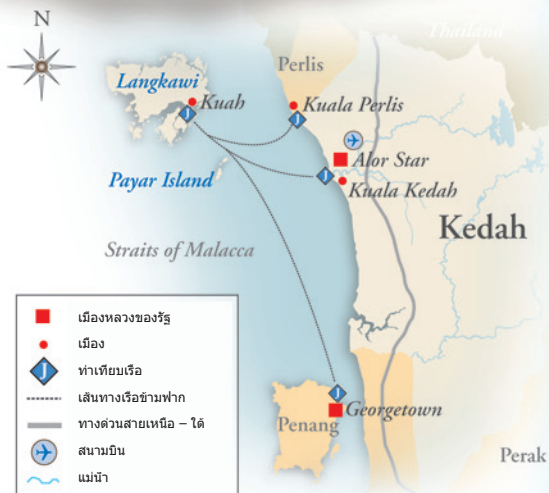 N
Thailand
Perlis
Langkawi
Kuah
Kuala Perlis
Alor Star
Payar Island
Kuala Kedah
Kedah
Straits of Malacca
J
J
J
J
เมืองหลวงของรัฐ
เมือง
J
ท่าเทียบเรือ
เส้นทางเรือข้ามฟาก
ทางด่วนสายเหนือ – ใต้
สนามบิน
แม่น้ำ
Penang
Georgetown
Perak